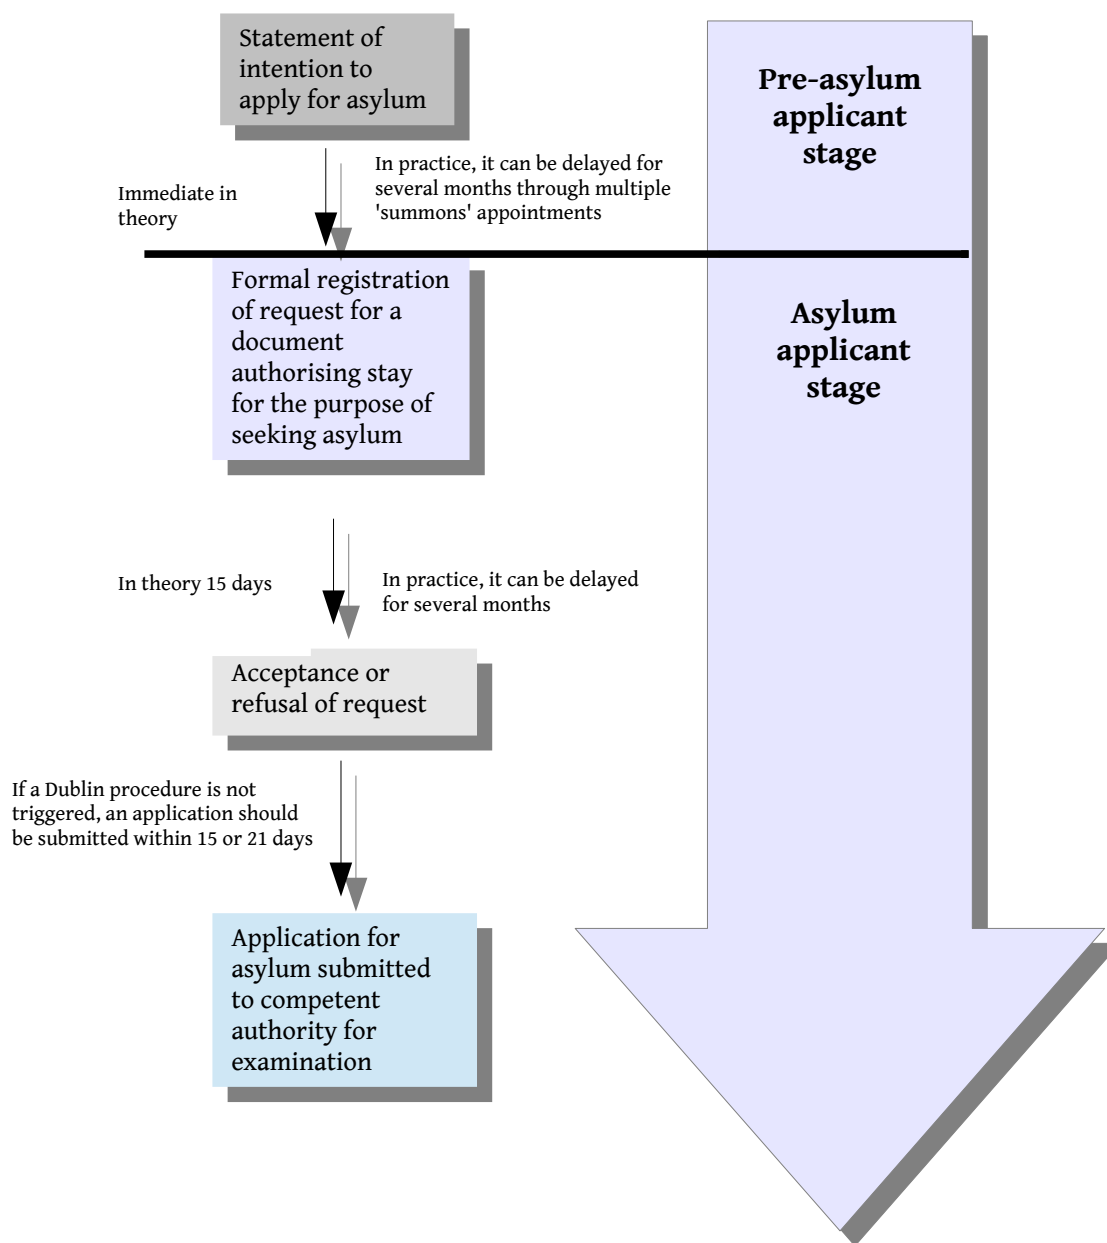 Statement of
intention to
apply for asylum
Pre-asylum
applicant
stage
Immediate in
theory
In practice, it can be delayed for
several months through multiple
'summons' appointments
Formal registration
of request for a
document
authorising stay
for the purpose of
seeking asylum
Asylum
applicant
stage
In theory 15 days
In practice, it can be delayed
for several months
Acceptance or
refusal of request
If a Dublin procedure is not
triggered, an application should
be submitted within 15 or 21 days
Application for
asylum submitted
to competent
authority for
examination